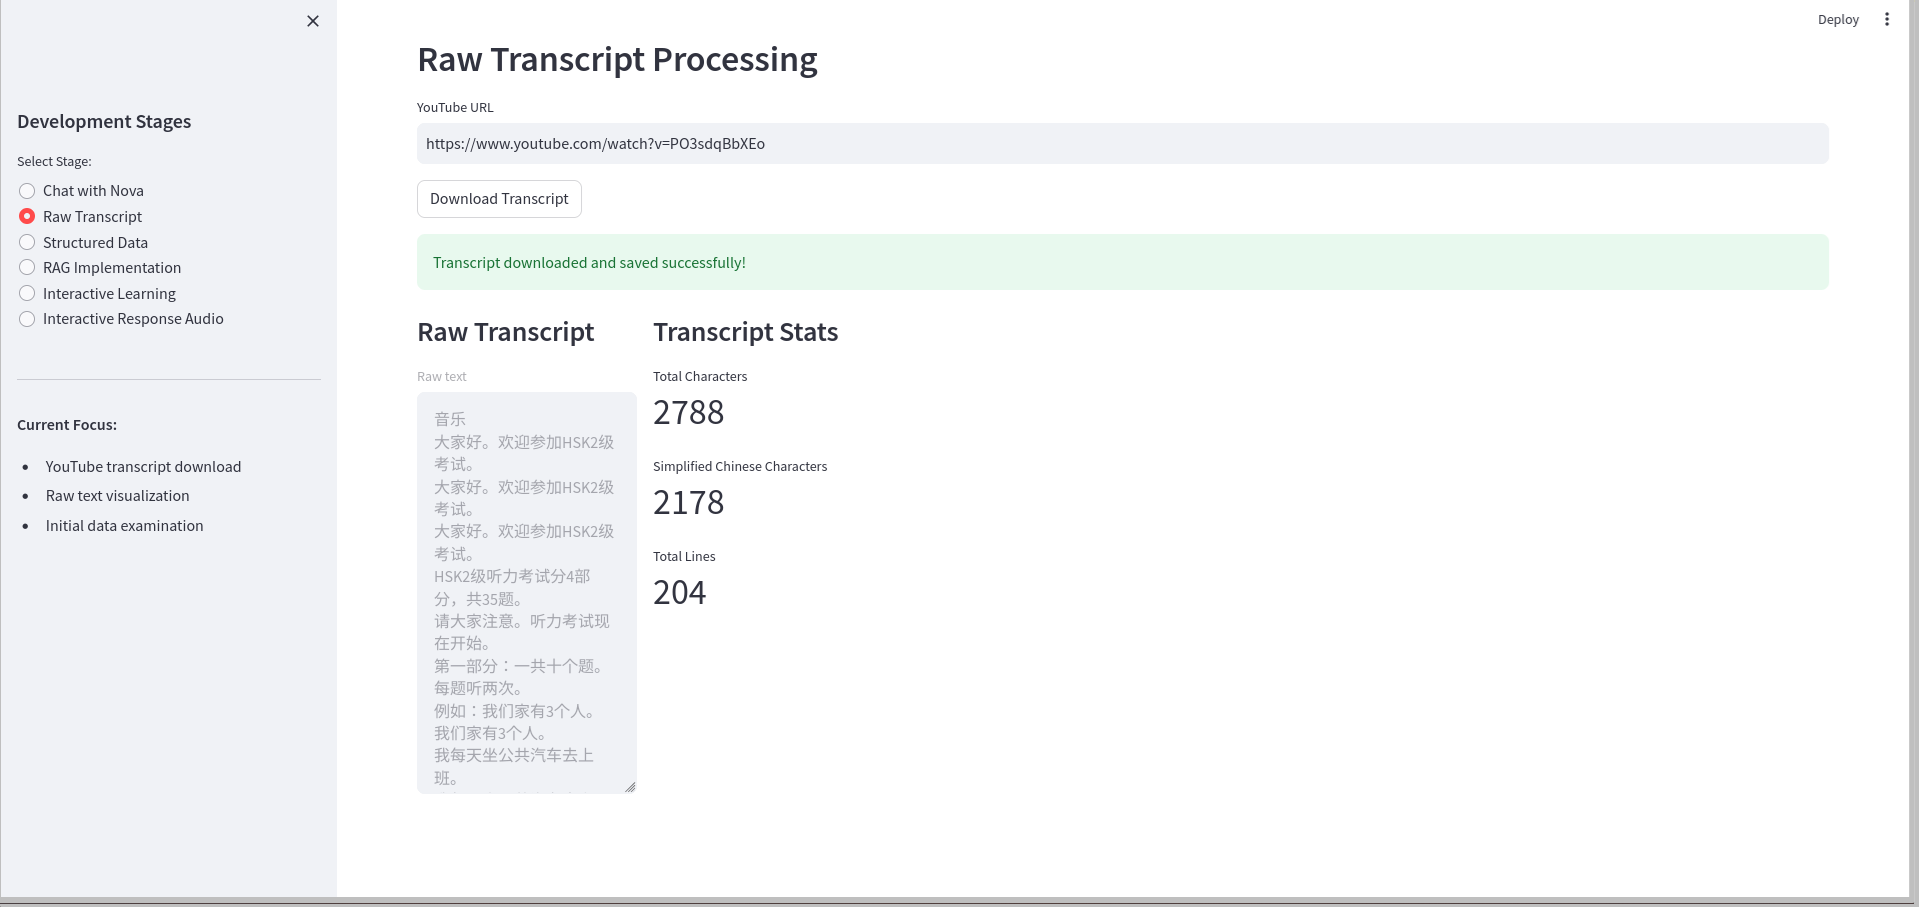 Deploy
Development Stages
Select Stage:
Chat with Nova
Raw Transcript
Structured Data
RAG Implementation
Interactive Learning
Interactive Response Audio
Current Focus:
YouTube transcript download
Raw text visualization
Initial data examination
Raw Transcript Processing
YouTube URL
https://www.youtube.com/watch?v=PO3sdqBbXEo
Download Transcript
Transcript downloaded and saved successfully!
Raw Transcript
Raw text
音乐
大家好。欢迎参加HSK2级
考试。
大家好。欢迎参加HSK2级
考试。
大家好。欢迎参加HSK2级
考试。
HSK2级听力考试分4部
分，共35题。
请大家注意。听力考试现
在开始。
第一部分：一共十个题。
每题听两次。
例如：我们家有3个人。
我们家有3个人。
我每天坐公共汽车去上
班。
Transcript Stats
Total Characters
2788
Simplified Chinese Characters
2178
Total Lines
204